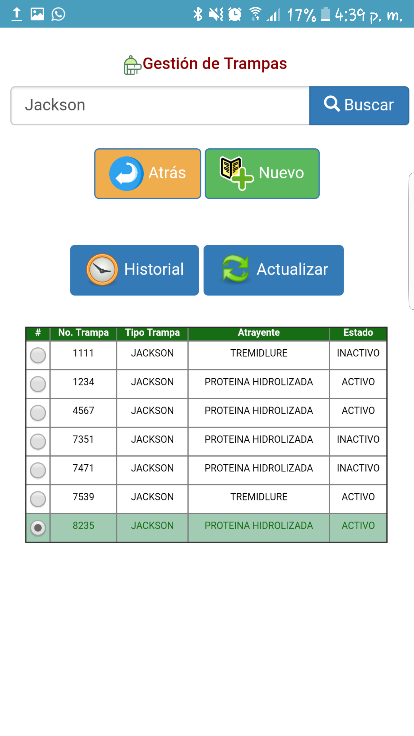 17% 4:39 p. m.
Gestión de Trampas
Jackson Buscar
Atrás Nuevo
Historial Actualizar
# No. Trampa Tipo Trampa Atrayente Estado
1111 JACKSON TREMIDLURE INACTIVO
1234 JACKSON PROTEINA HIDROLIZADA ACTIVO
4567 JACKSON PROTEINA HIDROLIZADA ACTIVO
7351 JACKSON PROTEINA HIDROLIZADA INACTIVO
7471 JACKSON PROTEINA HIDROLIZADA INACTIVO
7539 JACKSON TREMIDLURE ACTIVO
8235 JACKSON PROTEINA HIDROLIZADA ACTIVO